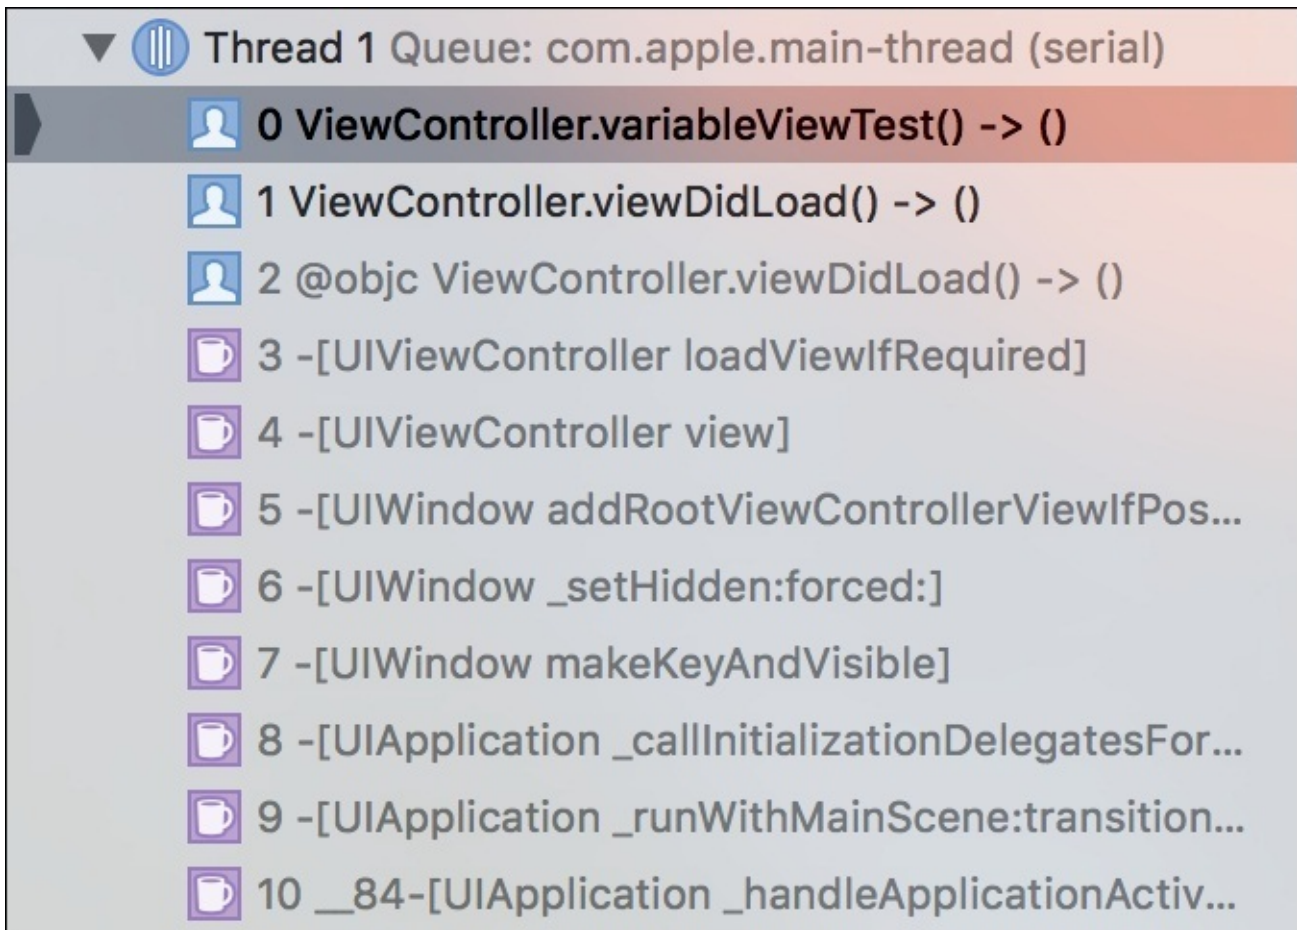 Thread 1 Queue: com.apple.main-thread (serial)
0 ViewController.variableViewTest() -> ()
1 ViewController.viewDidLoad() -> ()
2 @objc ViewController.viewDidLoad() -> ()
3 -[UIViewController loadViewIfRequired]
4 -[UIViewController view]
5 -[UIWindow addRootViewControllerViewIfPos...
6 -[UIWindow _setHidden:forced:]
7 -[UIWindow makeKeyAndVisible]
8 -[UIApplication _callInitializationDelegatesFor...
9 -[UIApplication _runWithMainScene:transition...
10 __84-[UIApplication _handleApplicationActiv...